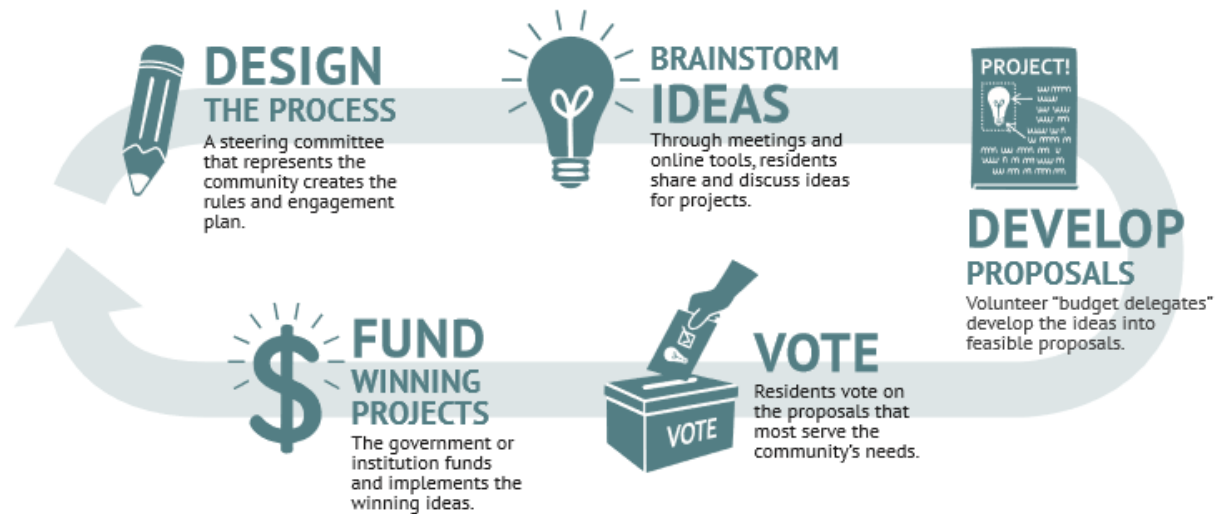 DESIGN
THE PROCESS
A steering committee
that represents the
community creates the
rules and engagement
plan.
BRAINSTORM
IDEAS
Through meetings and
online tools, residents
share and discuss ideas
for projects.
PROJECT!
DEVELOP
PROPOSALS
Volunteer “budget delegates”
develop the ideas into
feasible proposals.
VOTE
VOTE
Residents vote on
the proposals that
most serve the
community’s needs.
FUND
WINNING
PROJECTS
The government or
institution funds
and implements the
winning ideas.